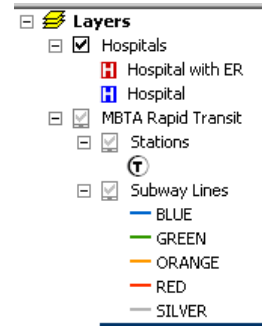 Layers
Hospitals
H Hospital with ER
H Hospital
MBTA Rapid Transit
Stations
T
Subway Lines
BLUE
GREEN
ORANGE
RED
SILVER